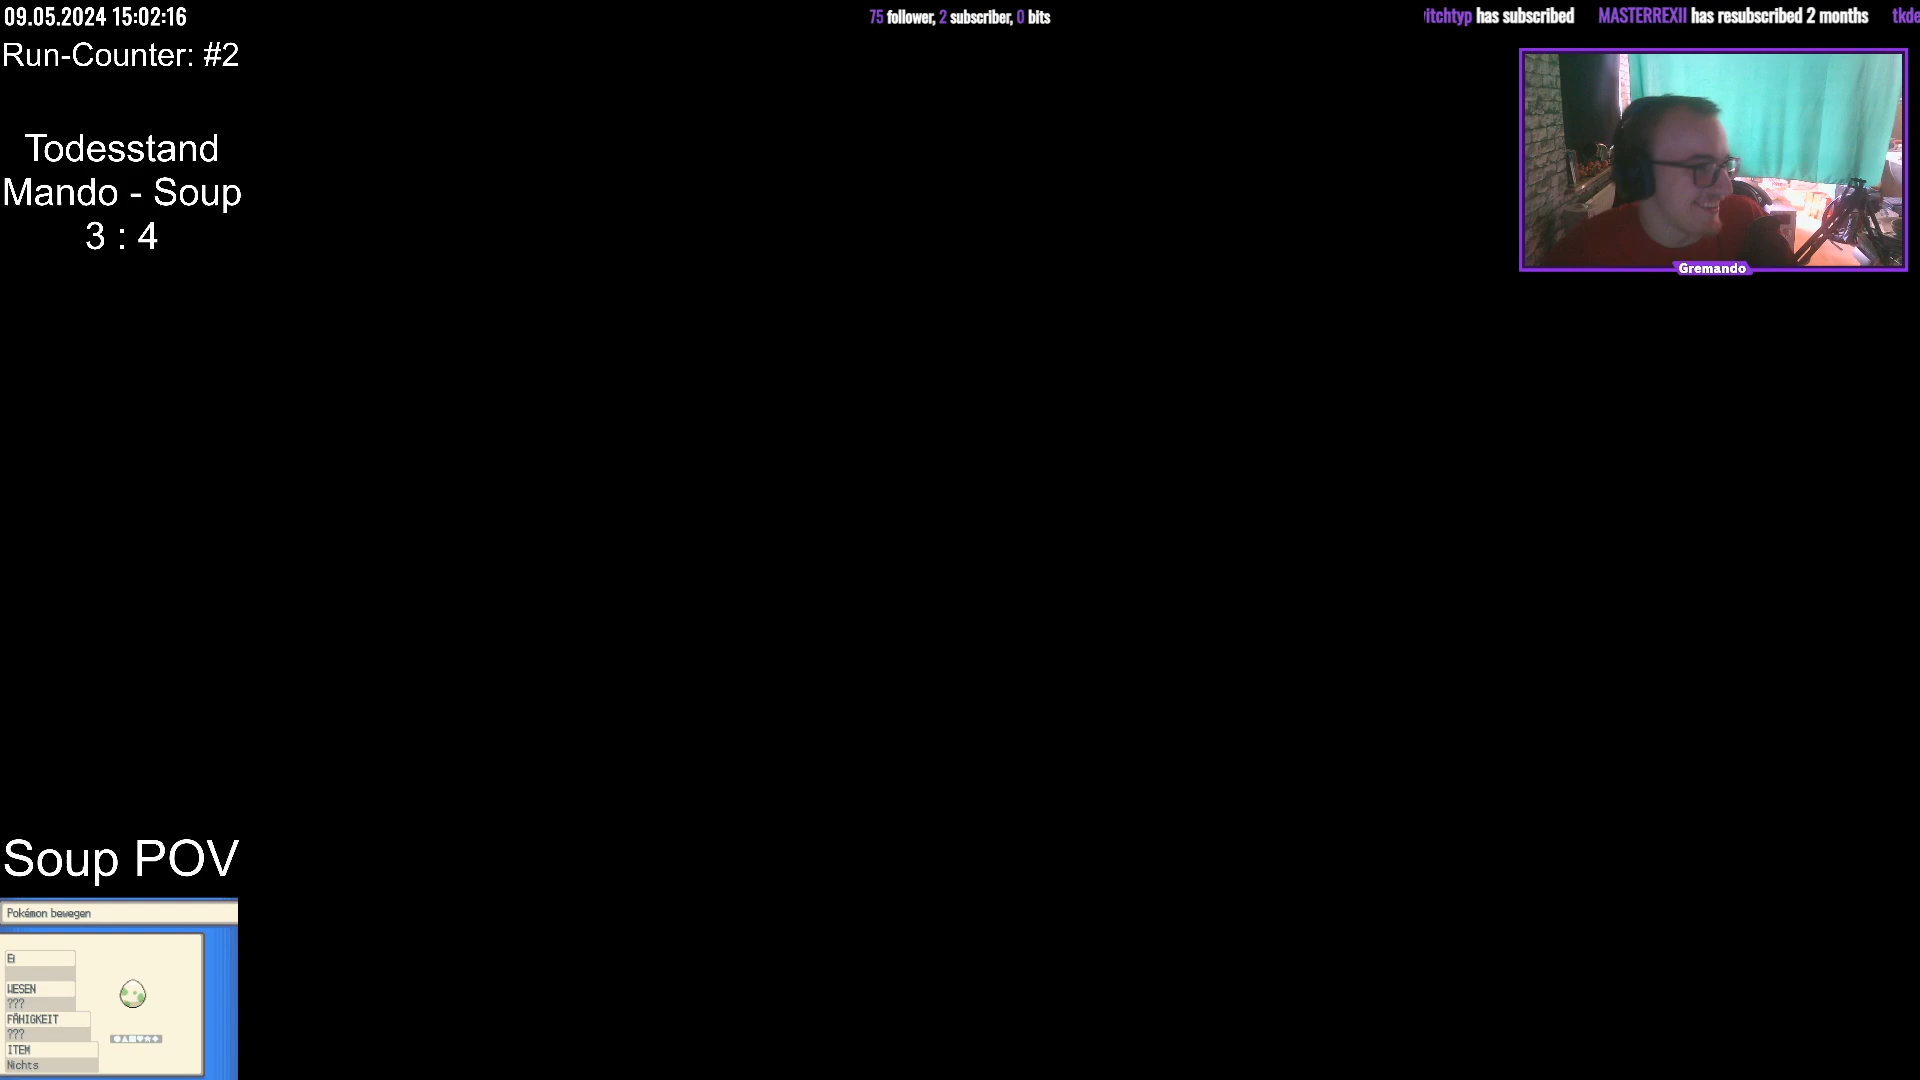 09.05.2024 15:02:16
75 follower, 2 subscriber, 0 bits
itchtyp has subscribed MASTERREXII has resubscribed 2 months tkde
Run-Counter: #2
Todesstand
Mando - Soup
3 : 4
Gremando
Soup POV
Pokémon bewegen
Ei
WESEN
???
FÄHIGKEIT
???
ITEM
Nichts